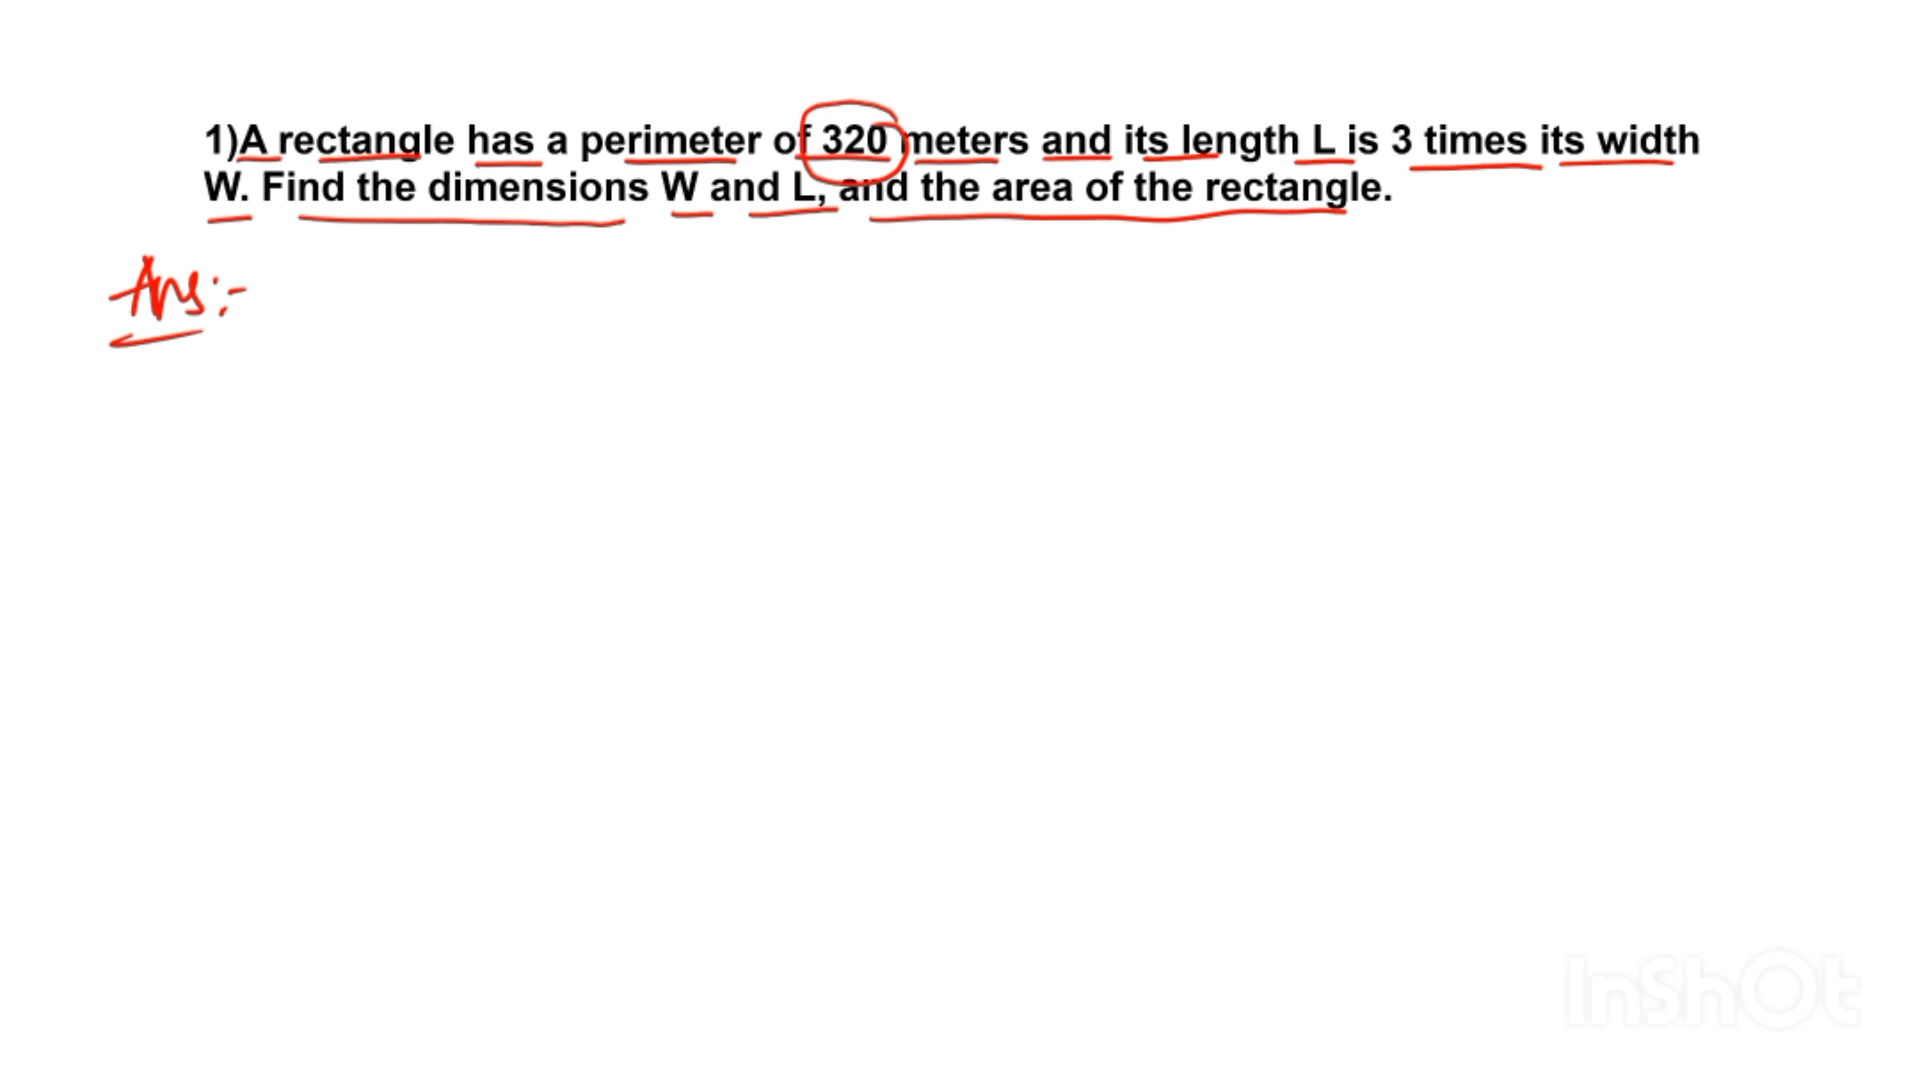 1)A rectangle has a perimeter of 320 meters and its length L is 3 times its width
W. Find the dimensions W and L, and the area of the rectangle.
Ans:-
InShOt